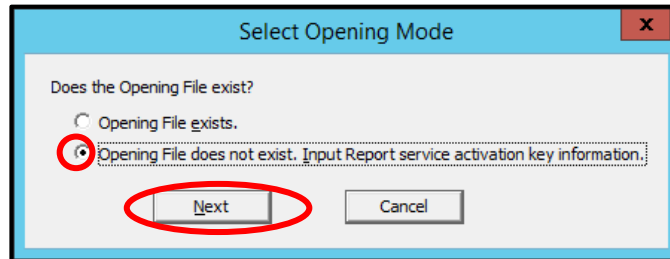 Select Opening Mode
x
Does the Opening File exist?
Opening File exists.
Opening File does not exist. Input Report service activation key information.
Next Cancel